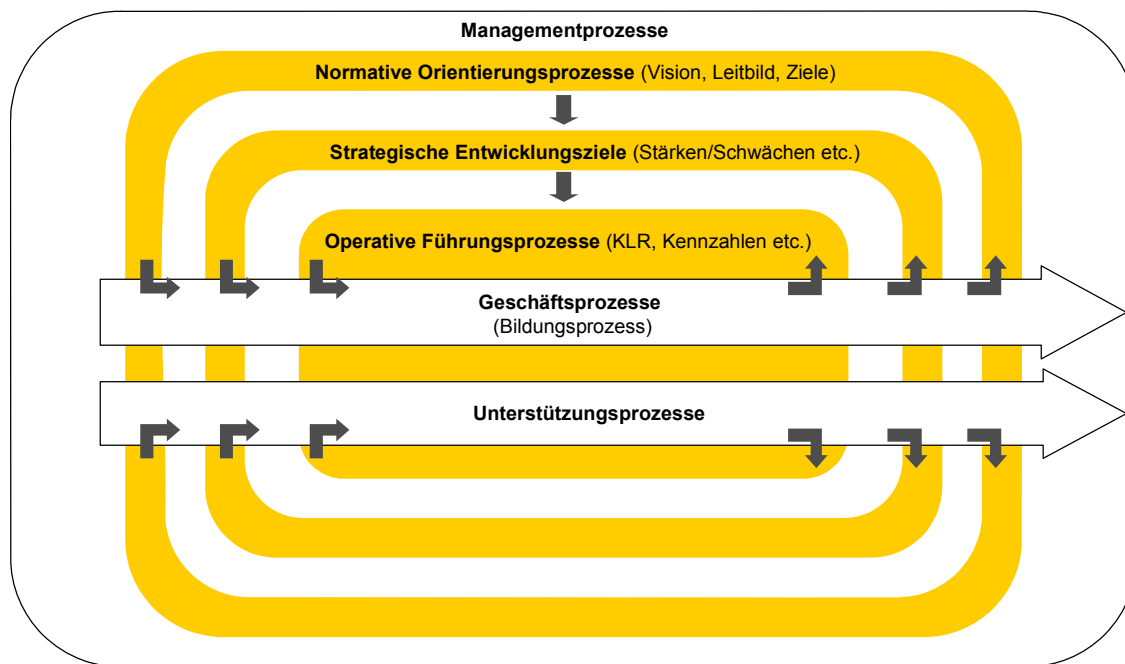 Managementprozesse
Normative Orientierungsprozesse (Vision, Leitbild, Ziele)
Strategische Entwicklungsziele (Stärken/Schwächen etc.)
Operative Führungsprozesse (KLR, Kennzahlen etc.)
Geschäftsprozesse
(Bildungsprozess)
Unterstützungsprozesse